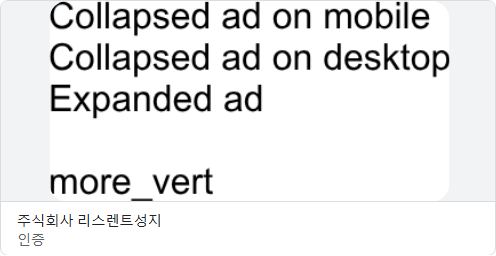 Collapsed ad on mobile
Collapsed ad on desktop
Expanded ad
more_vert
주식회사 리스렌트성지
인증